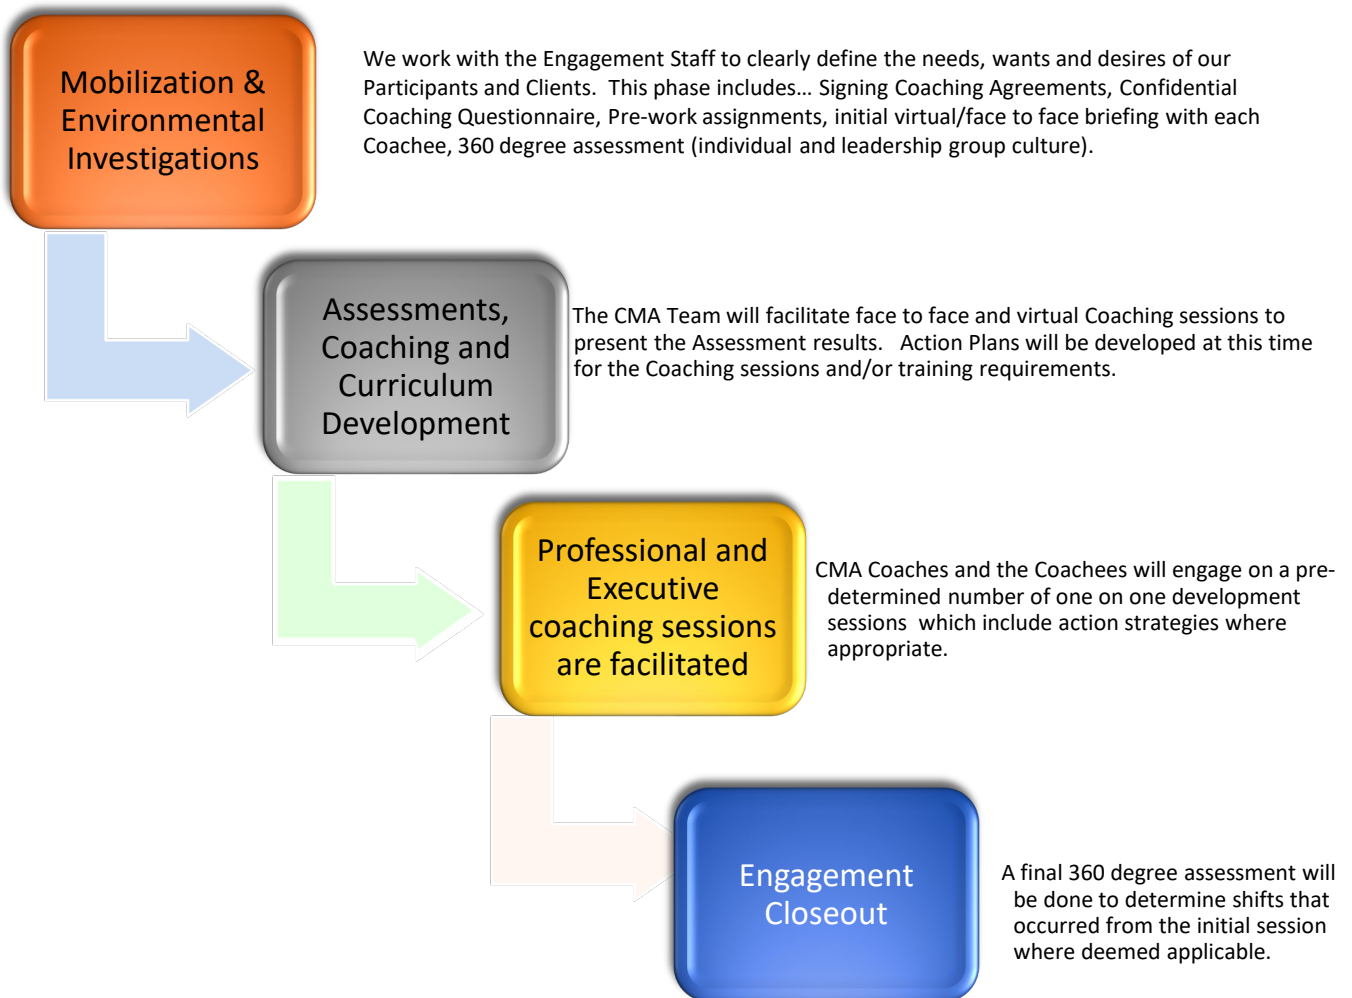 Mobilization &
Environmental
Investigations
We work with the Engagement Staff to clearly define the needs, wants and desires of our
Participants and Clients.  This phase includes… Signing Coaching Agreements, Confidential
Coaching Questionnaire, Pre-work assignments, initial virtual/face to face briefing with each
Coachee, 360 degree assessment (individual and leadership group culture).
Assessments,
Coaching and
Curriculum
Development
The CMA Team will facilitate face to face and virtual Coaching sessions to
present the Assessment results.   Action Plans will be developed at this time
for the Coaching sessions and/or training requirements.
Professional and
Executive
coaching sessions
are facilitated
CMA Coaches and the Coachees will engage on a pre-
determined number of one on one development
sessions  which include action strategies where
appropriate.
Engagement
Closeout
A final 360 degree assessment will
be done to determine shifts that
occurred from the initial session
where deemed applicable.